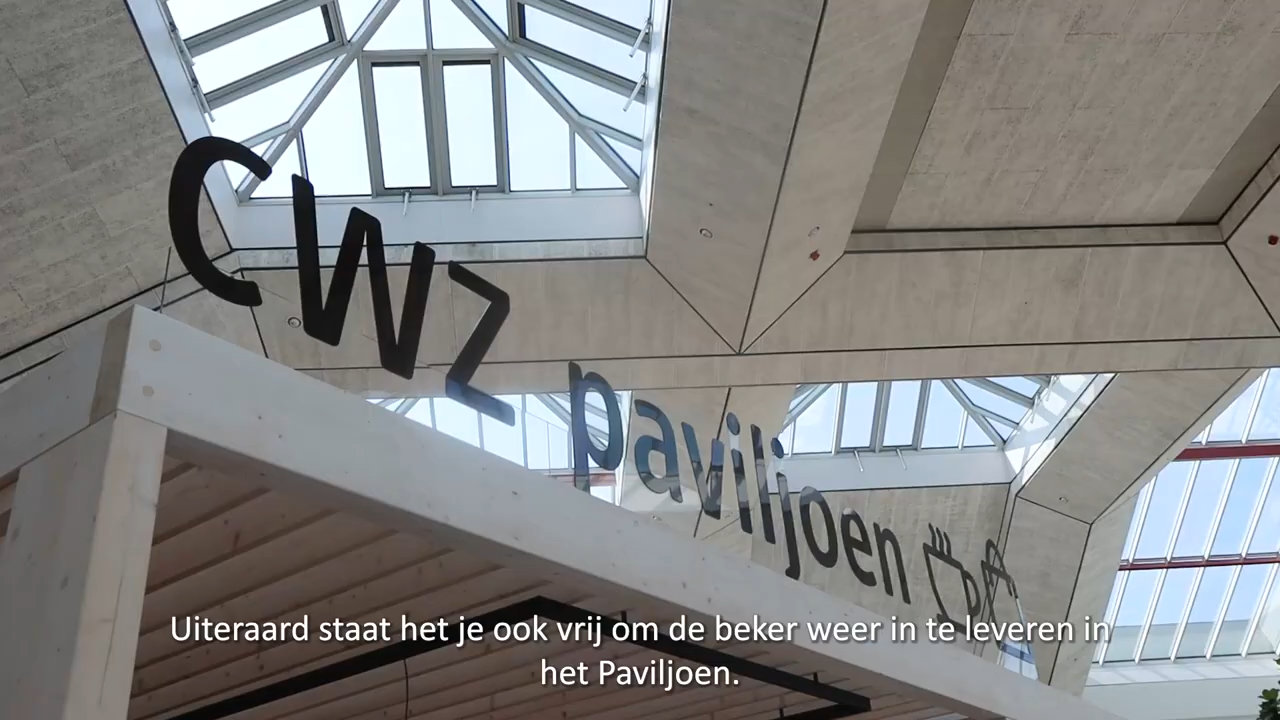 cwz paviljoen
Uiteraard staat het je ook vrij om de beker weer in te leveren in
het Paviljoen.